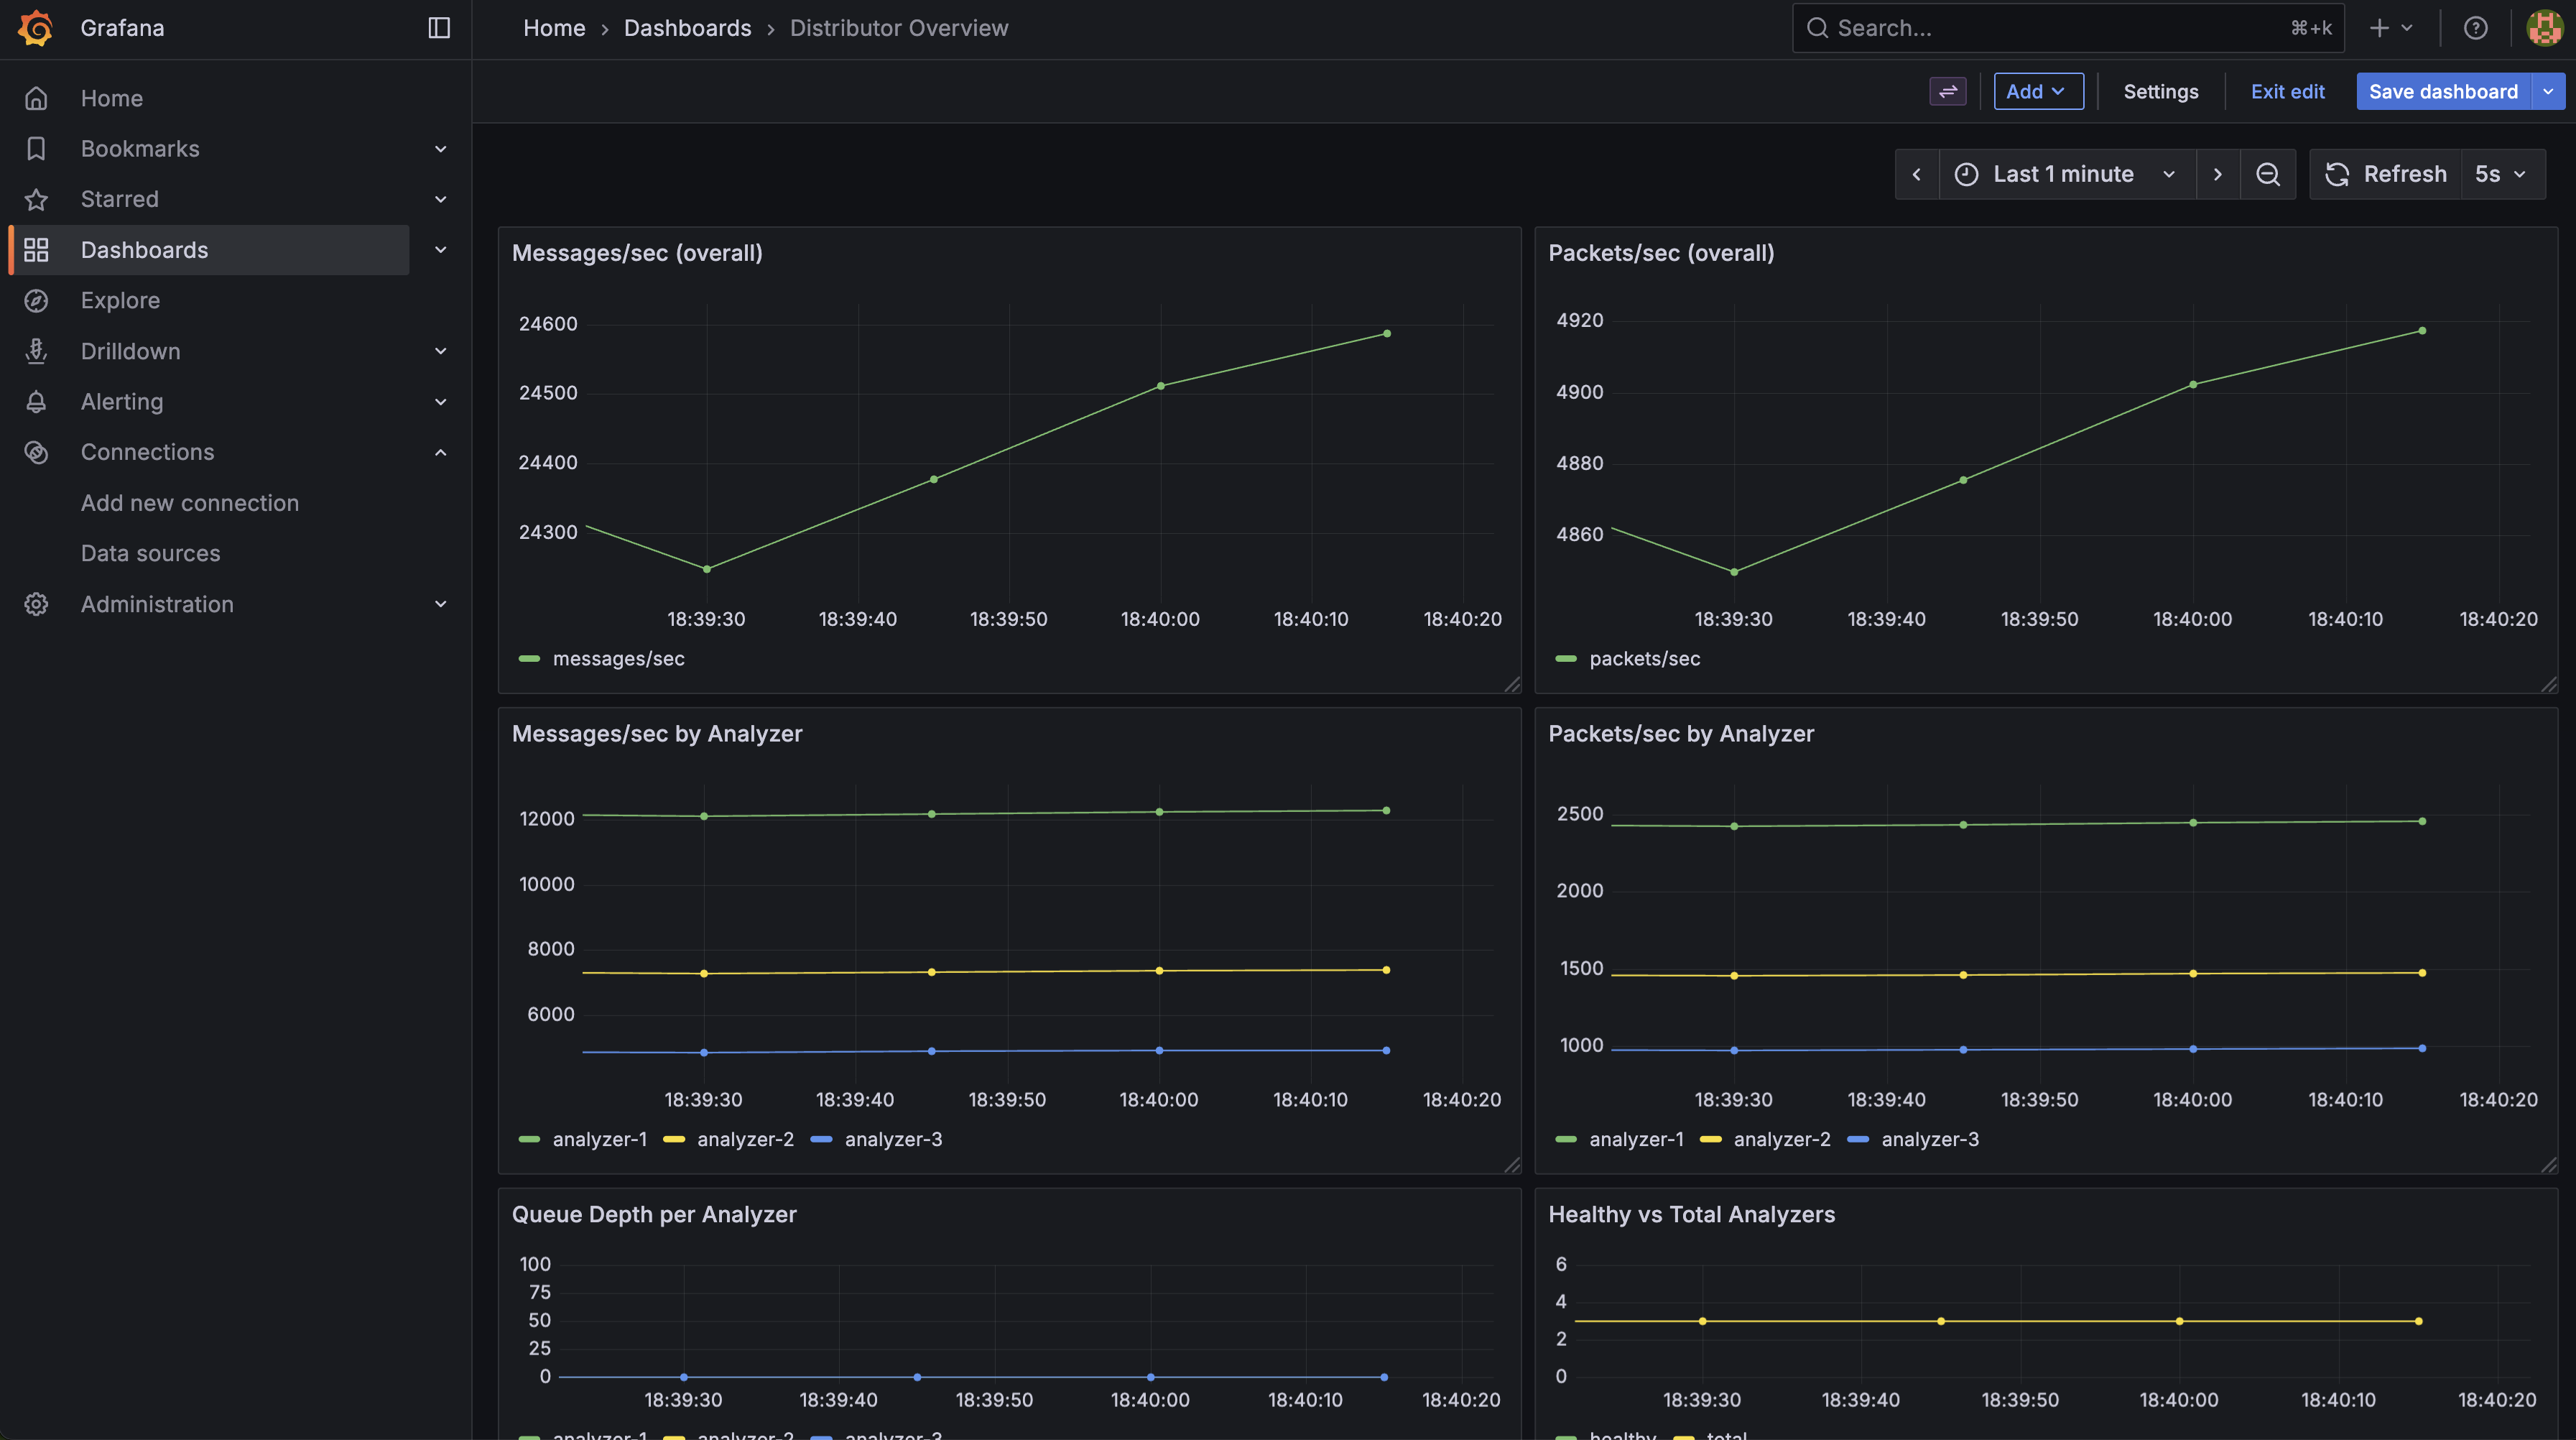 Grafana
Home › Dashboards › Distributor Overview
Search...
⌘+k
Add
Settings
Exit edit
Save dashboard
Home
Bookmarks
Starred
Dashboards
Explore
Drilldown
Alerting
Connections
Add new connection
Data sources
Administration
Last 1 minute
Refresh
5s
Messages/sec (overall)
24600
24500
24400
24300
18:39:30 18:39:40 18:39:50 18:40:00 18:40:10 18:40:20
messages/sec
Packets/sec (overall)
4920
4900
4880
4860
18:39:30 18:39:40 18:39:50 18:40:00 18:40:10 18:40:20
packets/sec
Messages/sec by Analyzer
12000
10000
8000
6000
18:39:30 18:39:40 18:39:50 18:40:00 18:40:10 18:40:20
analyzer-1 analyzer-2 analyzer-3
Packets/sec by Analyzer
2500
2000
1500
1000
18:39:30 18:39:40 18:39:50 18:40:00 18:40:10 18:40:20
analyzer-1 analyzer-2 analyzer-3
Queue Depth per Analyzer
100
75
50
25
0
18:39:30 18:39:40 18:39:50 18:40:00 18:40:10 18:40:20
analyzer-1 analyzer-2 analyzer-3
Healthy vs Total Analyzers
6
4
2
0
18:39:30 18:39:40 18:39:50 18:40:00 18:40:10 18:40:20
healthy total